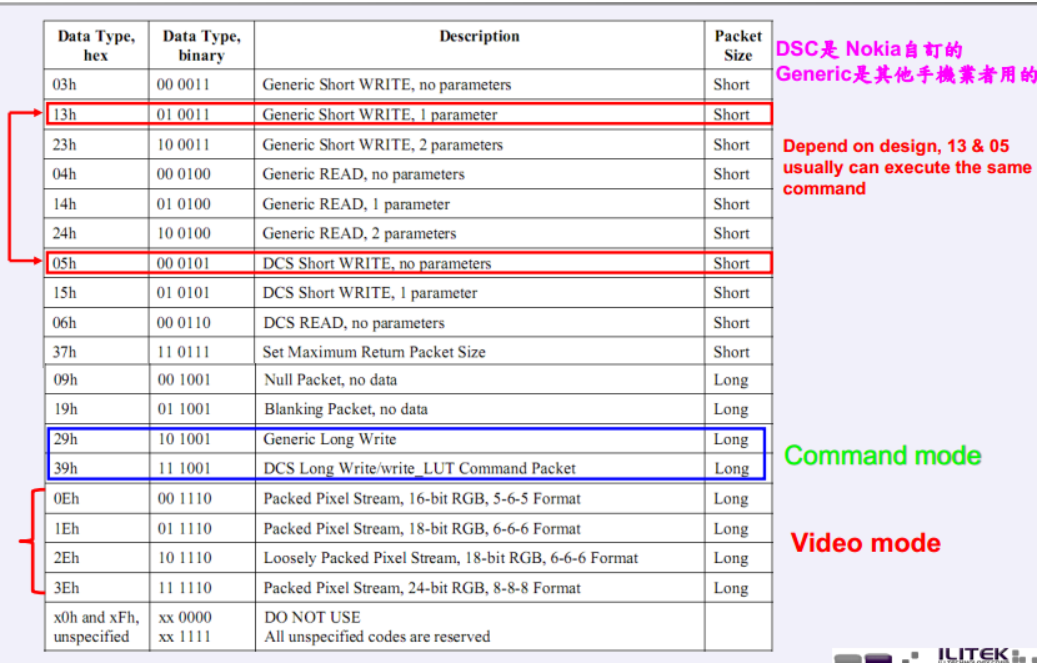 Data Type, hex Data Type, binary Description Packet Size
03h 00 0011 Generic Short WRITE, no parameters Short
13h 01 0011 Generic Short WRITE, 1 parameter Short
23h 10 0011 Generic Short WRITE, 2 parameters Short
04h 00 0100 Generic READ, no parameters Short
14h 01 0100 Generic READ, 1 parameter Short
24h 10 0100 Generic READ, 2 parameters Short
05h 00 0101 DCS Short WRITE, no parameters Short
15h 01 0101 DCS Short WRITE, 1 parameter Short
06h 00 0110 DCS READ, no parameters Short
37h 11 0111 Set Maximum Return Packet Size Short
09h 00 1001 Null Packet, no data Long
19h 01 1001 Blanking Packet, no data Long
29h 10 1001 Generic Long Write Long
39h 11 1001 DCS Long Write/write_LUT Command Packet Long
0Eh 00 1110 Packed Pixel Stream, 16-bit RGB, 5-6-5 Format Long
1Eh 01 1110 Packed Pixel Stream, 18-bit RGB, 6-6-6 Format Long
2Eh 10 1110 Loosely Packed Pixel Stream, 18-bit RGB, 6-6-6 Format Long
3Eh 11 1110 Packed Pixel Stream, 24-bit RGB, 8-8-8 Format Long
x0h and xFh, xx 0000 DO NOT USE
unspecified xx 1111 All unspecified codes are reserved
DSC是 Nokia自訂的
Generic是其他手機業者用的
Depend on design, 13 & 05
usually can execute the same
command
Command mode
Video mode
ILITEK